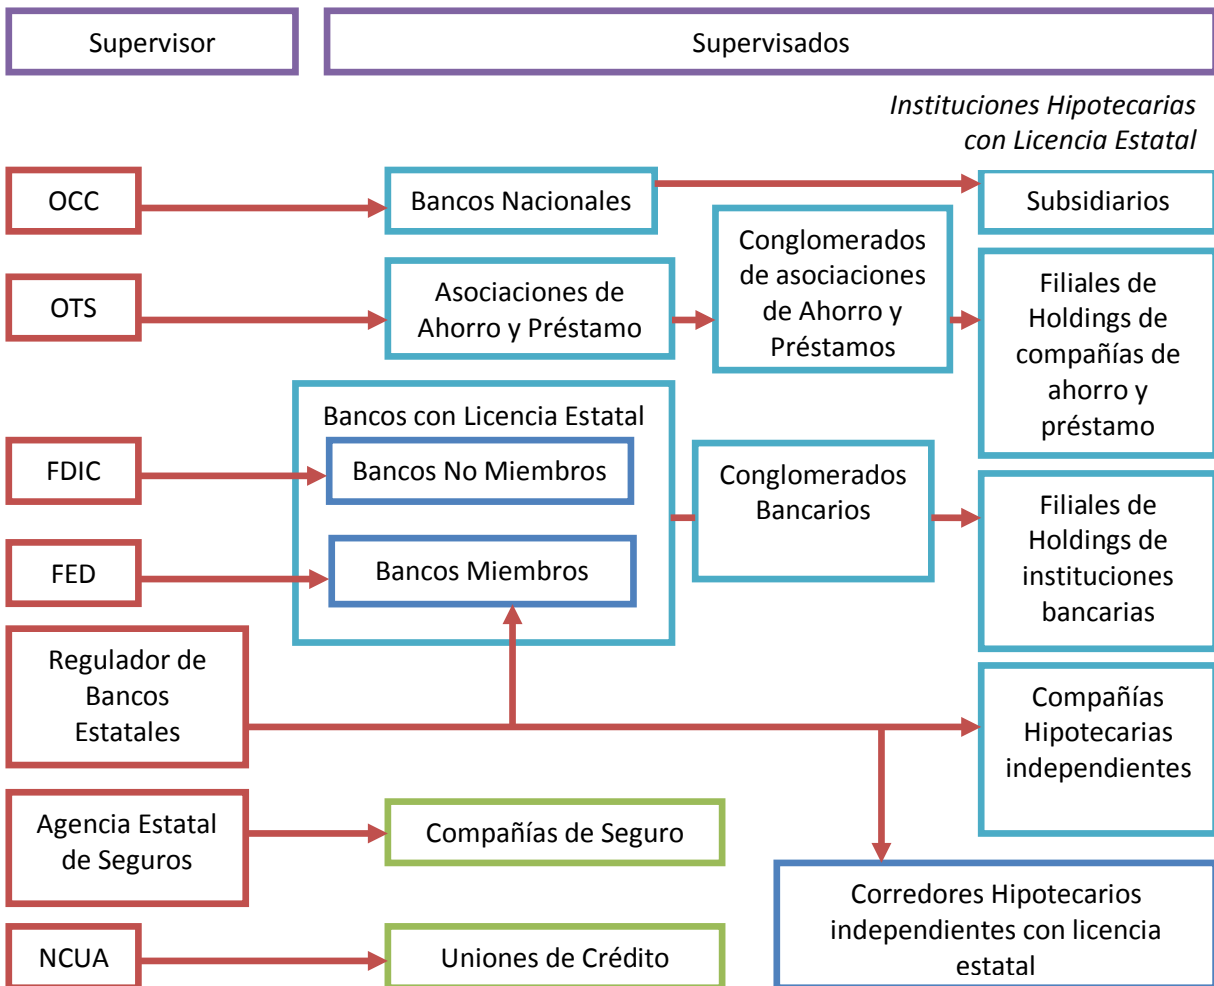 Supervisor
Supervisados
Instituciones Hipotecarias
con Licencia Estatal
OCC
Bancos Nacionales
Subsidiarios
OTS
Asociaciones de
Ahorro y Préstamo
Conglomerados
de asociaciones
de Ahorro y
Préstamos
Filiales de
Holdings de
compañías de
ahorro y
préstamo
Bancos con Licencia Estatal
FDIC
Bancos No Miembros
Conglomerados
Bancarios
Filiales de
Holdings de
instituciones
bancarias
FED
Bancos Miembros
Regulador de
Bancos
Estatales
Compañías
Hipotecarias
independientes
Agencia Estatal
de Seguros
Compañías de Seguro
Corredores Hipotecarios
independientes con licencia
estatal
NCUA
Uniones de Crédito